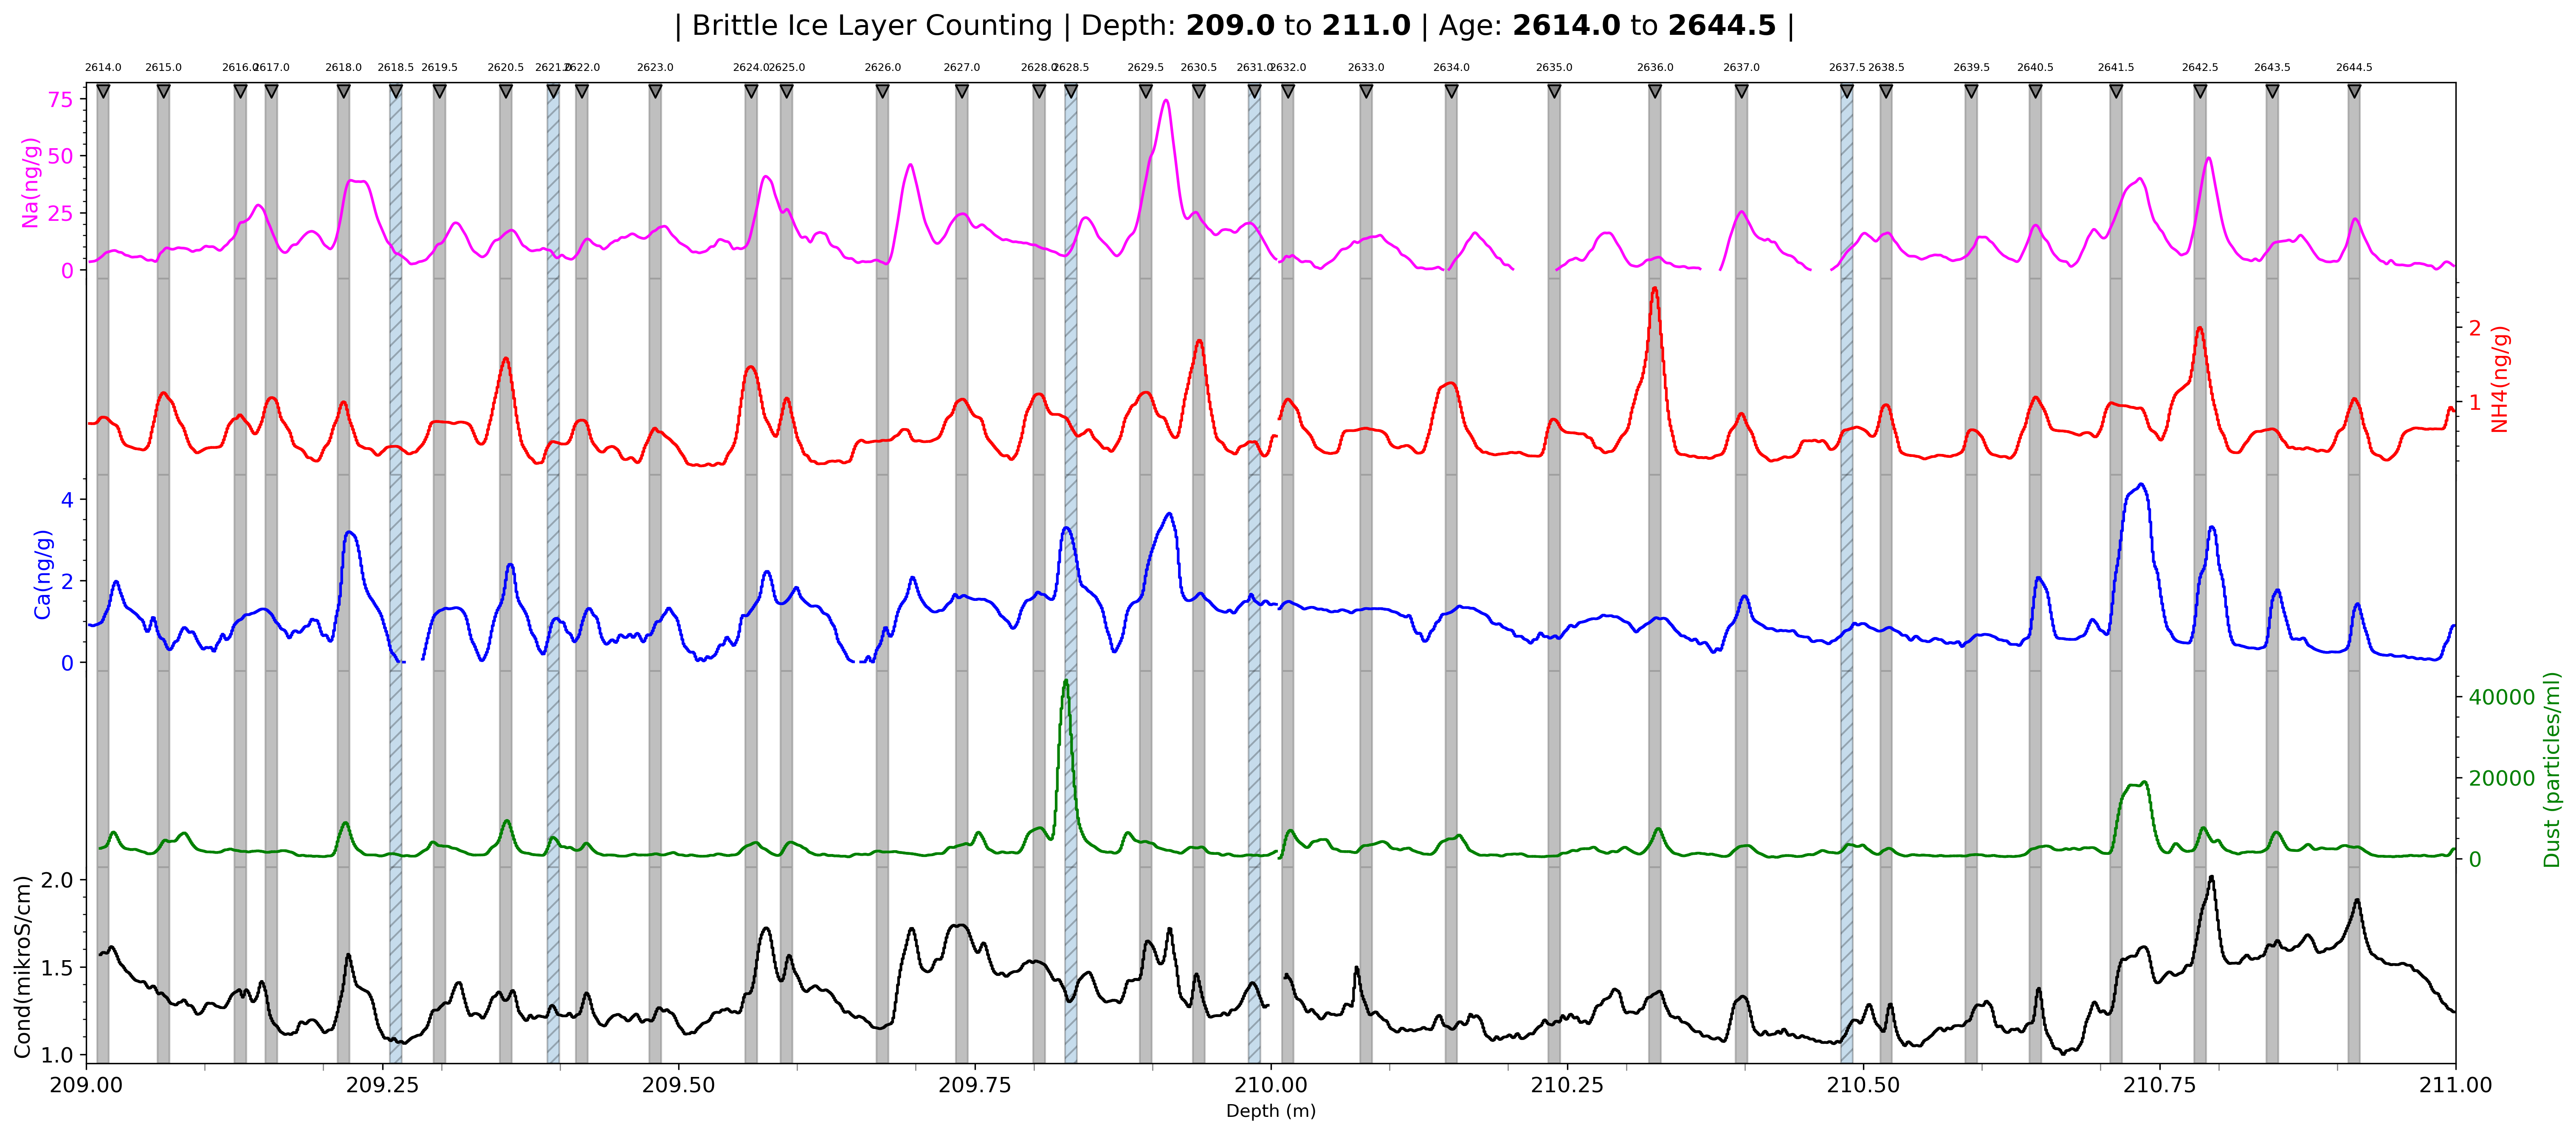 | Brittle Ice Layer Counting | Depth: 209.0 to 211.0 | Age: 2614.0 to 2644.5 |
2614.0 2615.0 2616.0 2617.0 2618.0 2618.5 2619.5 2620.5 2621.0 2622.0 2623.0 2624.0 2625.0 2626.0 2627.0 2628.0 2628.5 2629.5 2630.5 2631.0 2632.0 2633.0 2634.0 2635.0 2636.0 2637.0 2637.5 2638.5 2639.5 2640.5 2641.5 2642.5 2643.5 2644.5
Na(ng/g)
75
50
25
0
NH4(ng/g)
2
1
Ca(ng/g)
4
2
0
Dust (particles/ml)
40000
20000
0
Cond(mikroS/cm)
2.0
1.5
1.0
209.00 209.25 209.50 209.75 210.00 210.25 210.50 210.75 211.00
Depth (m)